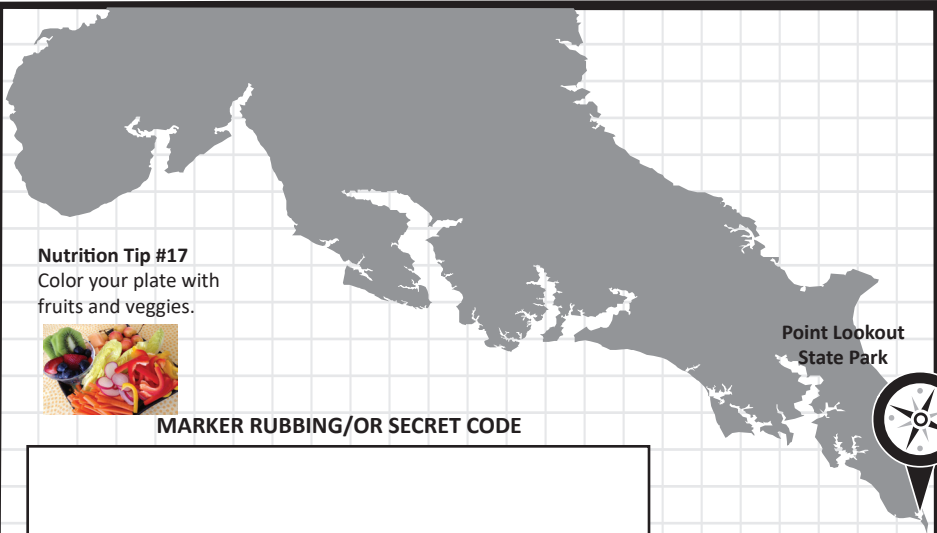 Nutrition Tip #17
Color your plate with
fruits and veggies.
Point Lookout
State Park
MARKER RUBBING/OR SECRET CODE